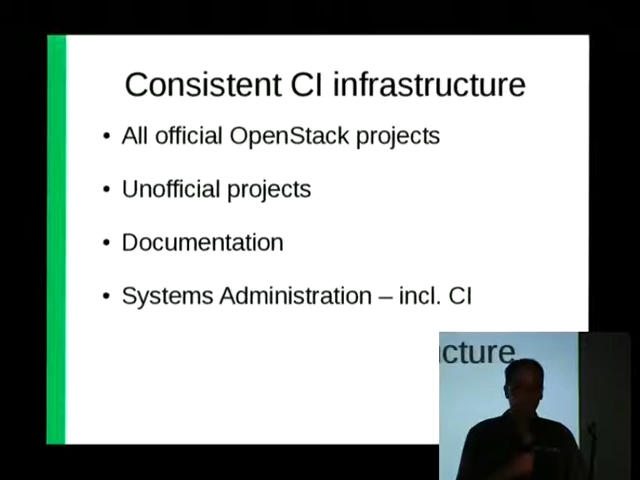 Consistent CI infrastructure
• All official OpenStack projects
• Unofficial projects
• Documentation
• Systems Administration – incl. CI
cture